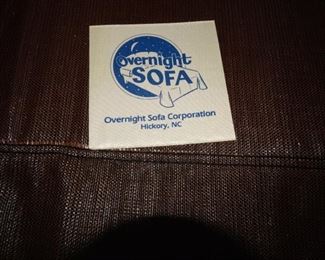 overnight
SOFA
Overnight Sofa Corporation
Hickory, NC